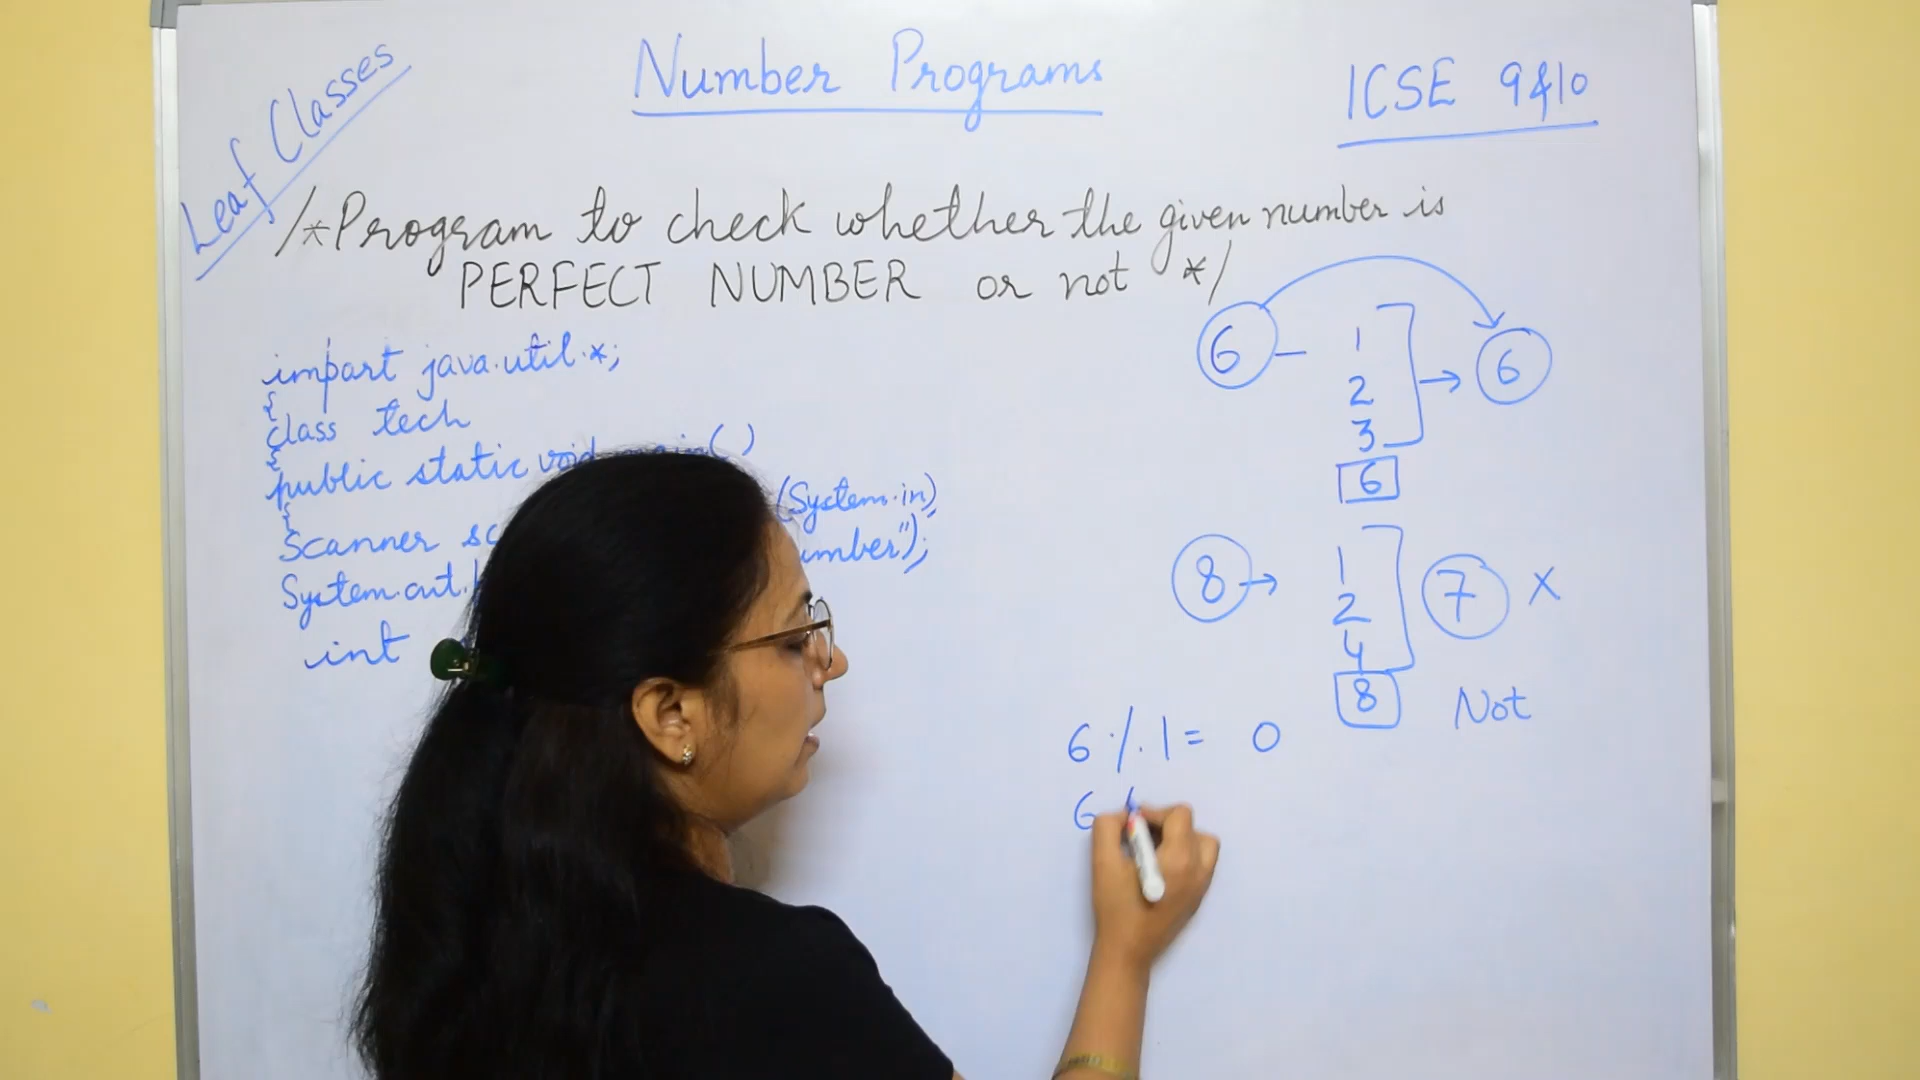 Leaf Classes
Number Programs
ICSE 9&10
/*Program to check whether the given number is
PERFECT NUMBER or not */
import java.util.*;
{
class tech
{
public static void main()
{
Scanner sc (System.in)
System.out. umber");
int
6 – 1 → 6
2
3
6
8 → 1 7 X
2
4
8 Not
6 % 1 = 0
6